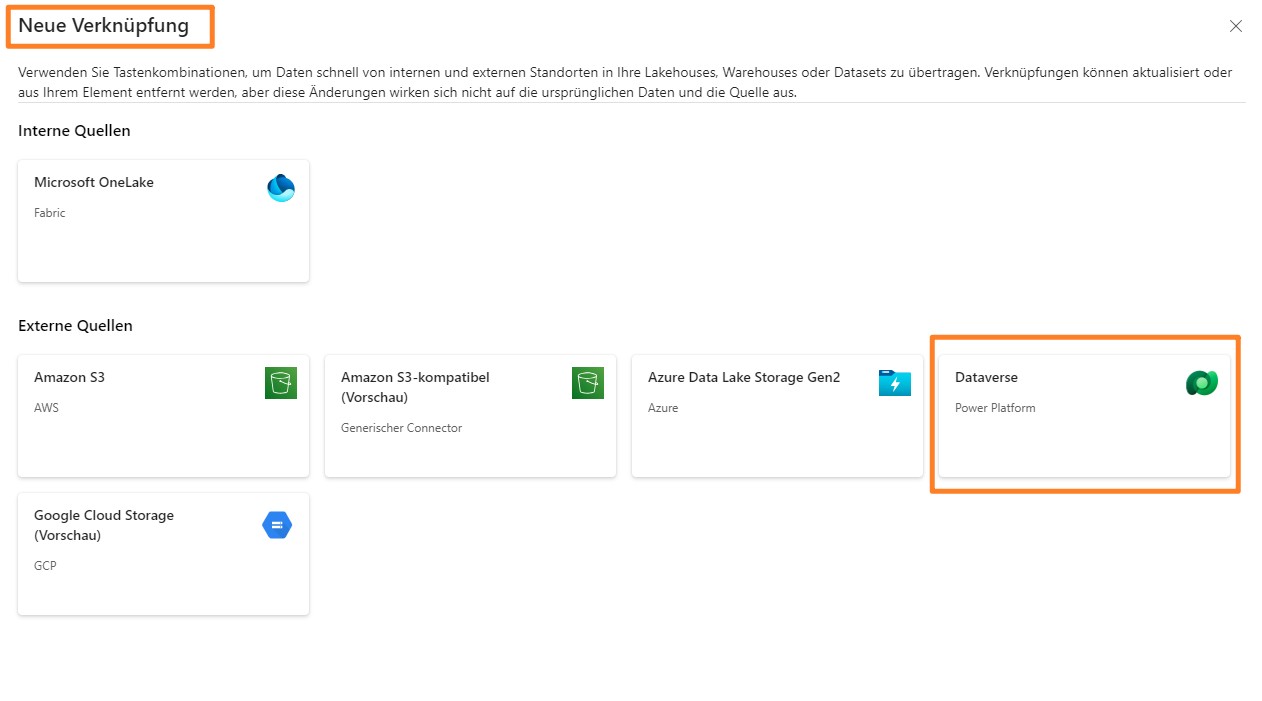 Neue Verknüpfung
Verwenden Sie Tastenkombinationen, um Daten schnell von internen und externen Standorten in Ihre Lakehouses, Warehouses oder Datasets zu übertragen. Verknüpfungen können aktualisiert oder
aus Ihrem Element entfernt werden, aber diese Änderungen wirken sich nicht auf die ursprünglichen Daten und die Quelle aus.
Interne Quellen
Microsoft OneLake
Fabric
Externe Quellen
Amazon S3
AWS
Amazon S3-kompatibel
(Vorschau)
Generischer Connector
Azure Data Lake Storage Gen2
Azure
Dataverse
Power Platform
Google Cloud Storage
(Vorschau)
GCP